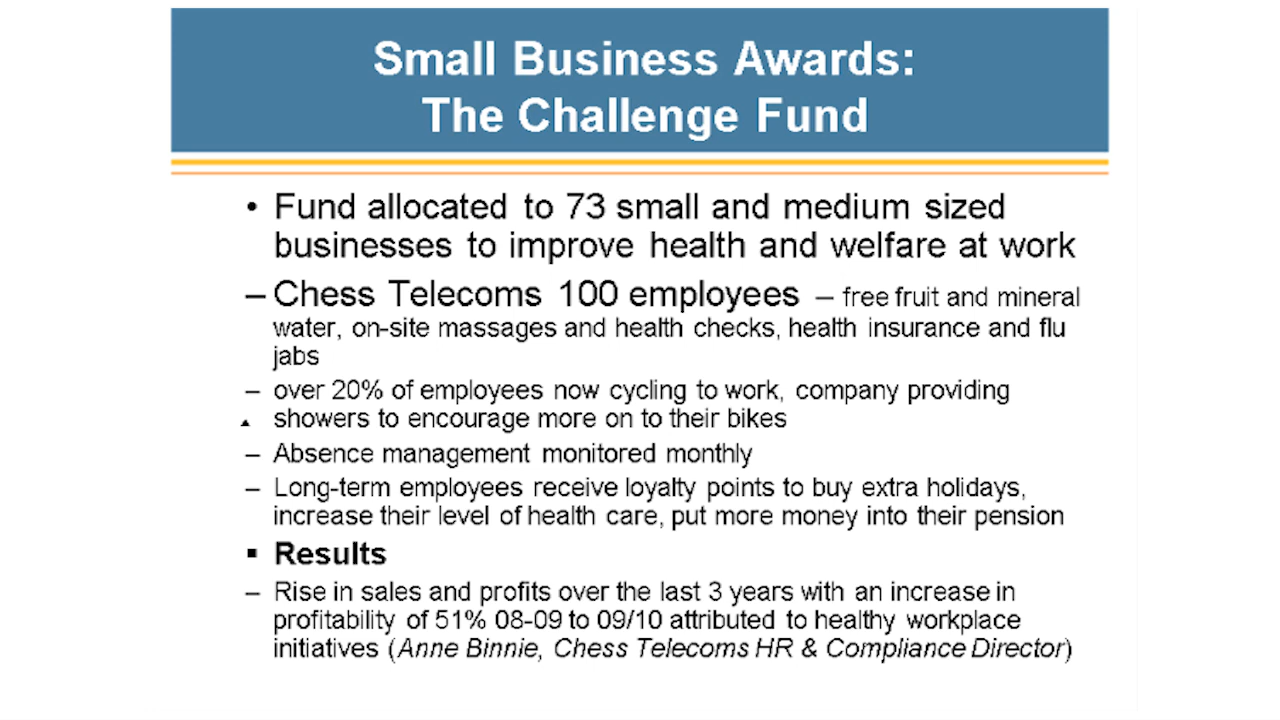 Small Business Awards:
The Challenge Fund
• Fund allocated to 73 small and medium sized
businesses to improve health and welfare at work
– Chess Telecoms 100 employees – free fruit and mineral
water, on-site massages and health checks, health insurance and flu
jabs
– over 20% of employees now cycling to work, company providing
showers to encourage more on to their bikes
– Absence management monitored monthly
– Long-term employees receive loyalty points to buy extra holidays,
increase their level of health care, put more money into their pension
▪ Results
– Rise in sales and profits over the last 3 years with an increase in
profitability of 51% 08-09 to 09/10 attributed to healthy workplace
initiatives (Anne Binnie, Chess Telecoms HR & Compliance Director)